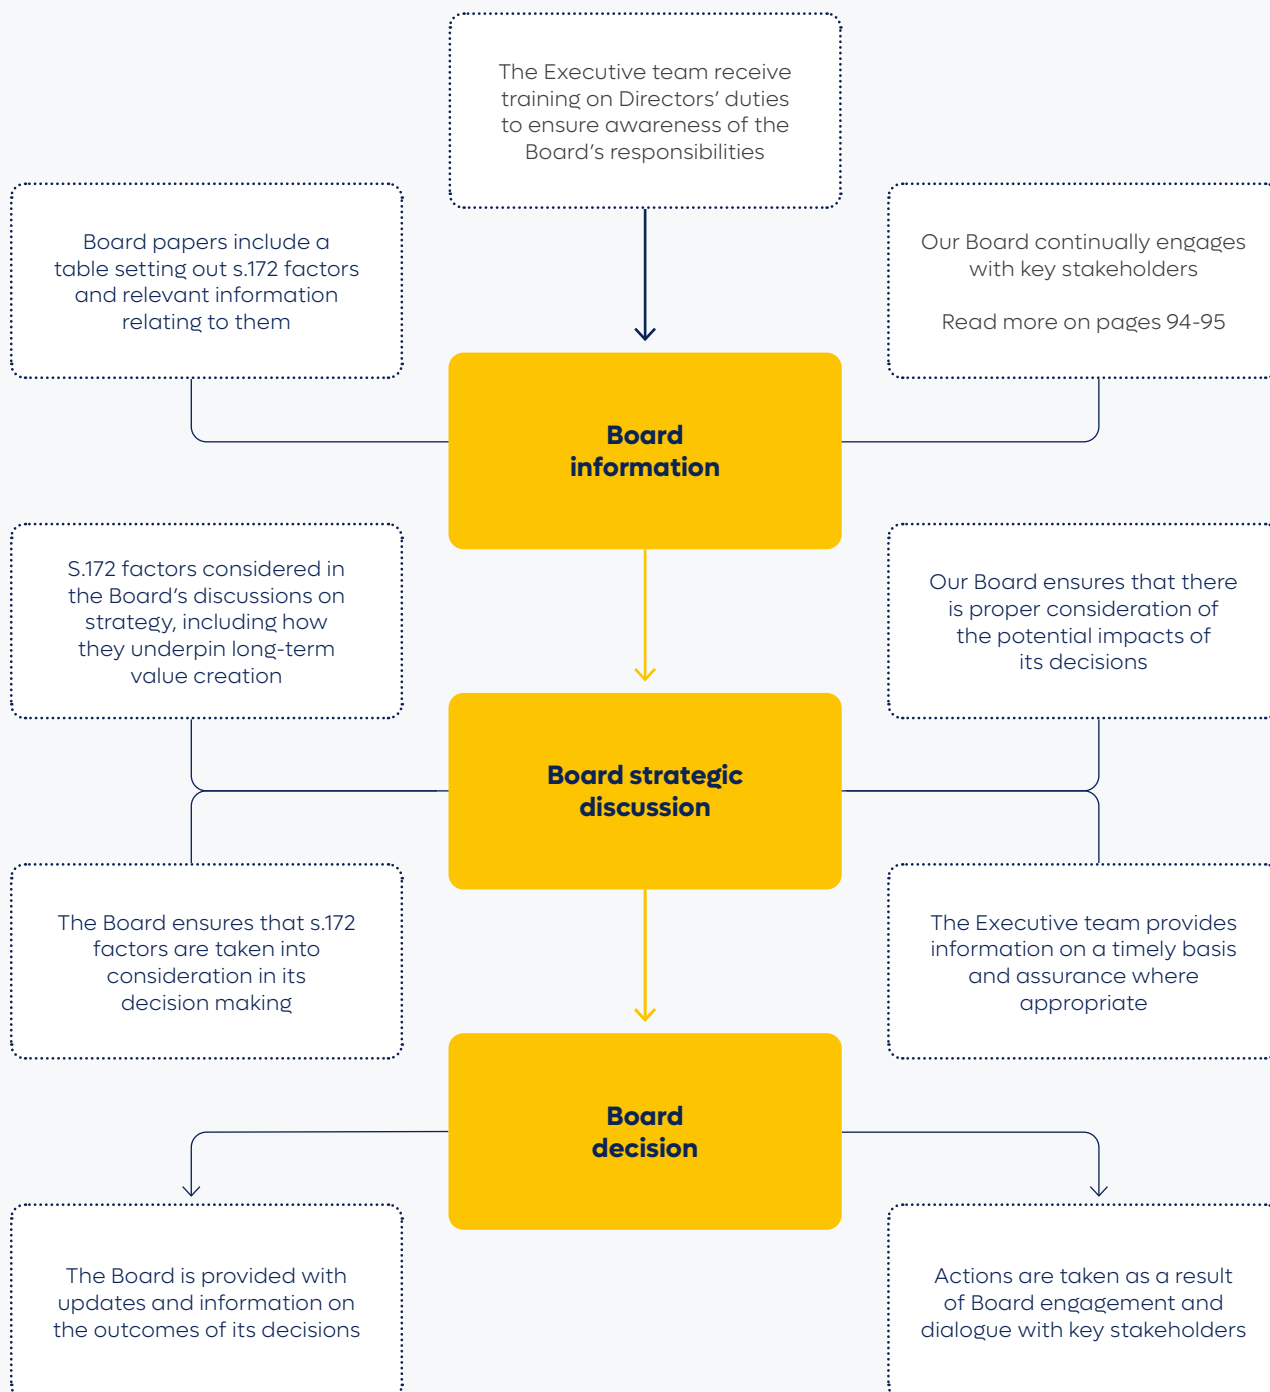 The Executive team receive
training on Directors’ duties
to ensure awareness of the
Board’s responsibilities
Board papers include a
table setting out s.172 factors
and relevant information
relating to them
Our Board continually engages
with key stakeholders
Read more on pages 94-95
Board
information
S.172 factors considered in
the Board’s discussions on
strategy, including how
they underpin long-term
value creation
Our Board ensures that there
is proper consideration of
the potential impacts of
its decisions
Board strategic
discussion
The Board ensures that s.172
factors are taken into
consideration in its
decision making
The Executive team provides
information on a timely basis
and assurance where
appropriate
Board
decision
The Board is provided with
updates and information on
the outcomes of its decisions
Actions are taken as a result
of Board engagement and
dialogue with key stakeholders